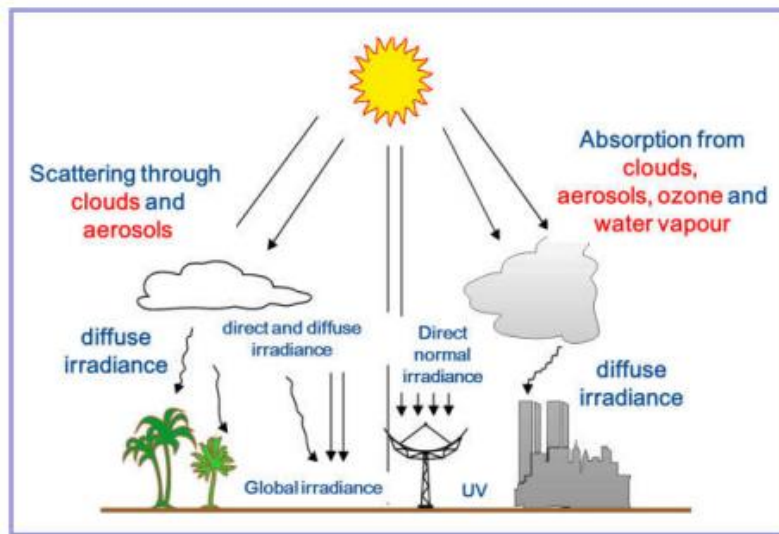 Scattering through
clouds and
aerosols
Absorption from
clouds,
aerosols, ozone and
water vapour
diffuse
irradiance
direct and diffuse
irradiance
Direct
normal
irradiance
diffuse
irradiance
Global irradiance
UV